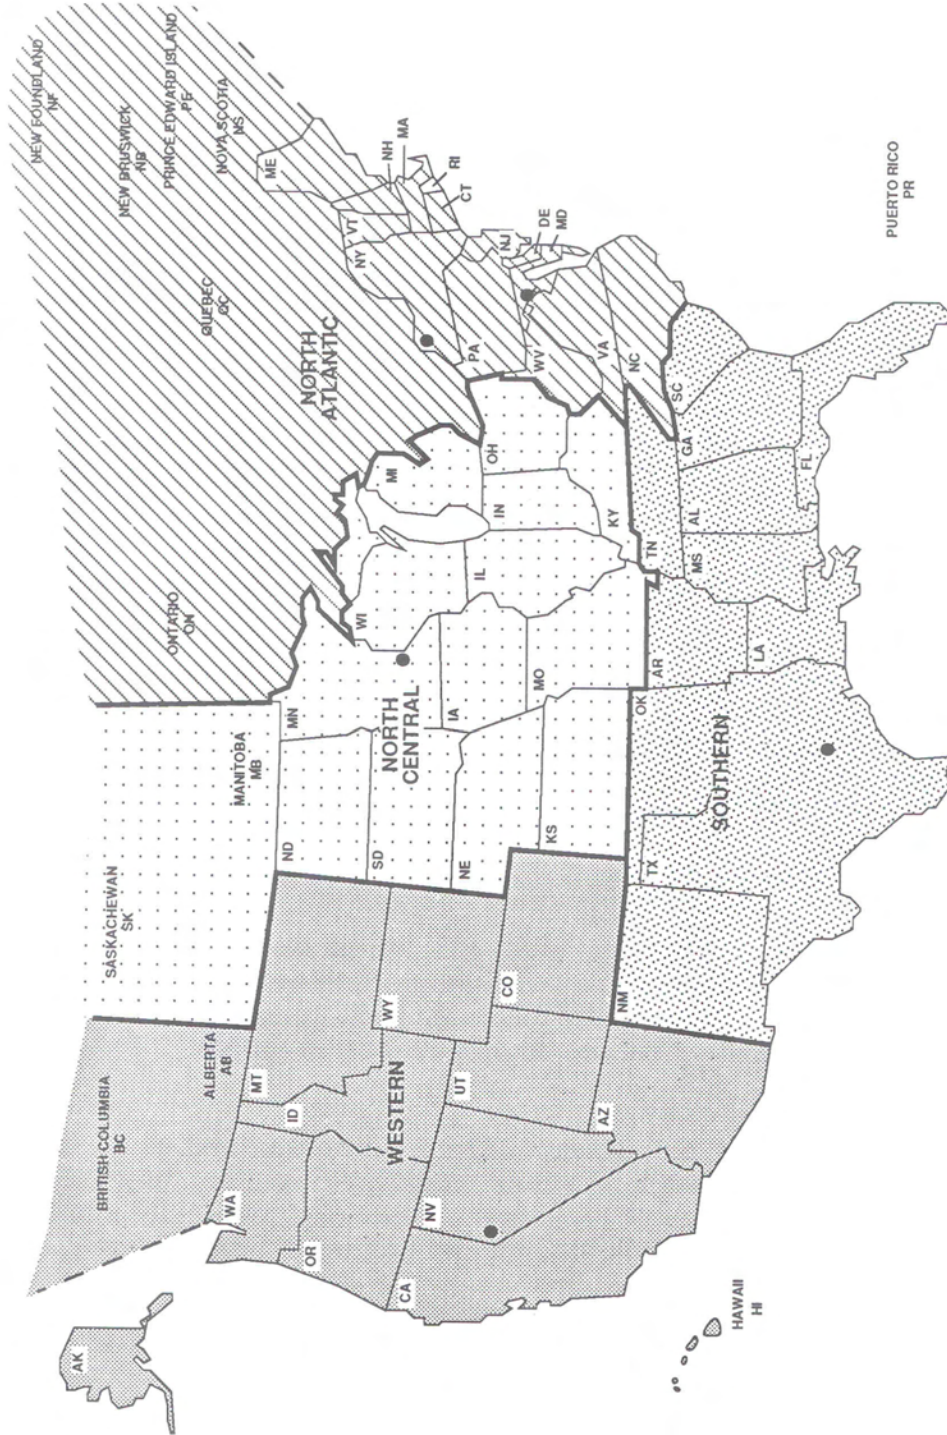 NEW FOUNDLAND
NF
NEW BRUSWICK
NB
PRINCE EDWARD ISLAND
PE
NOVA SCOTIA
NS
QUEBEC
QC
ONTARIO
ON
MANITOBA
MB
SASKACHEWAN
SK
ALBERTA
AB
BRITISH COLUMBIA
BC
AK
NORTH
ATLANTIC
ME
VT
NH
MA
RI
CT
NY
NJ
DE
MD
PA
WV
VA
NC
NORTH
CENTRAL
MI
OH
IN
KY
WI
IL
MN
IA
MO
ND
SD
NE
KS
SOUTHERN
SC
GA
FL
AL
TN
MS
AR
LA
OK
TX
NM
WESTERN
MT
WY
CO
ID
UT
AZ
WA
OR
NV
CA
HAWAII
HI
PUERTO RICO
PR